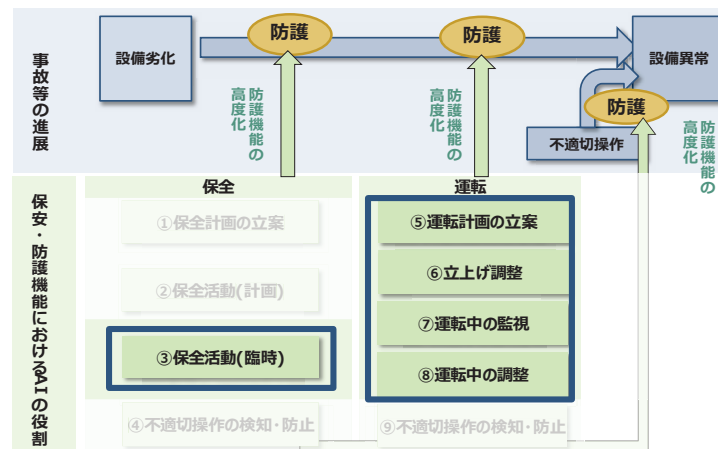 事故等の進展
設備劣化
防護
防護
設備異常
防護
不適切操作
防護機能の
高度化
防護機能の
高度化
防護機能の
高度化
保安・防護機能におけるAIの役割
保全
①保全計画の立案
②保全活動(計画)
③保全活動(臨時)
④不適切操作の検知・防止
運転
⑤運転計画の立案
⑥立上げ調整
⑦運転中の監視
⑧運転中の調整
⑨不適切操作の検知・防止